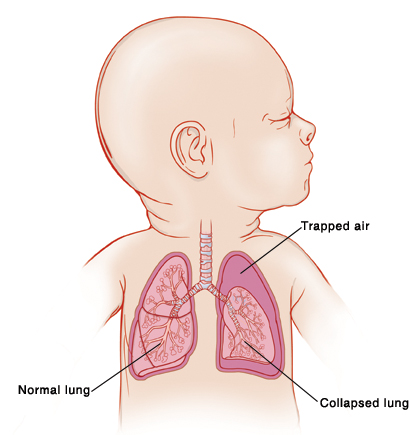 Trapped air
Normal lung
Collapsed lung